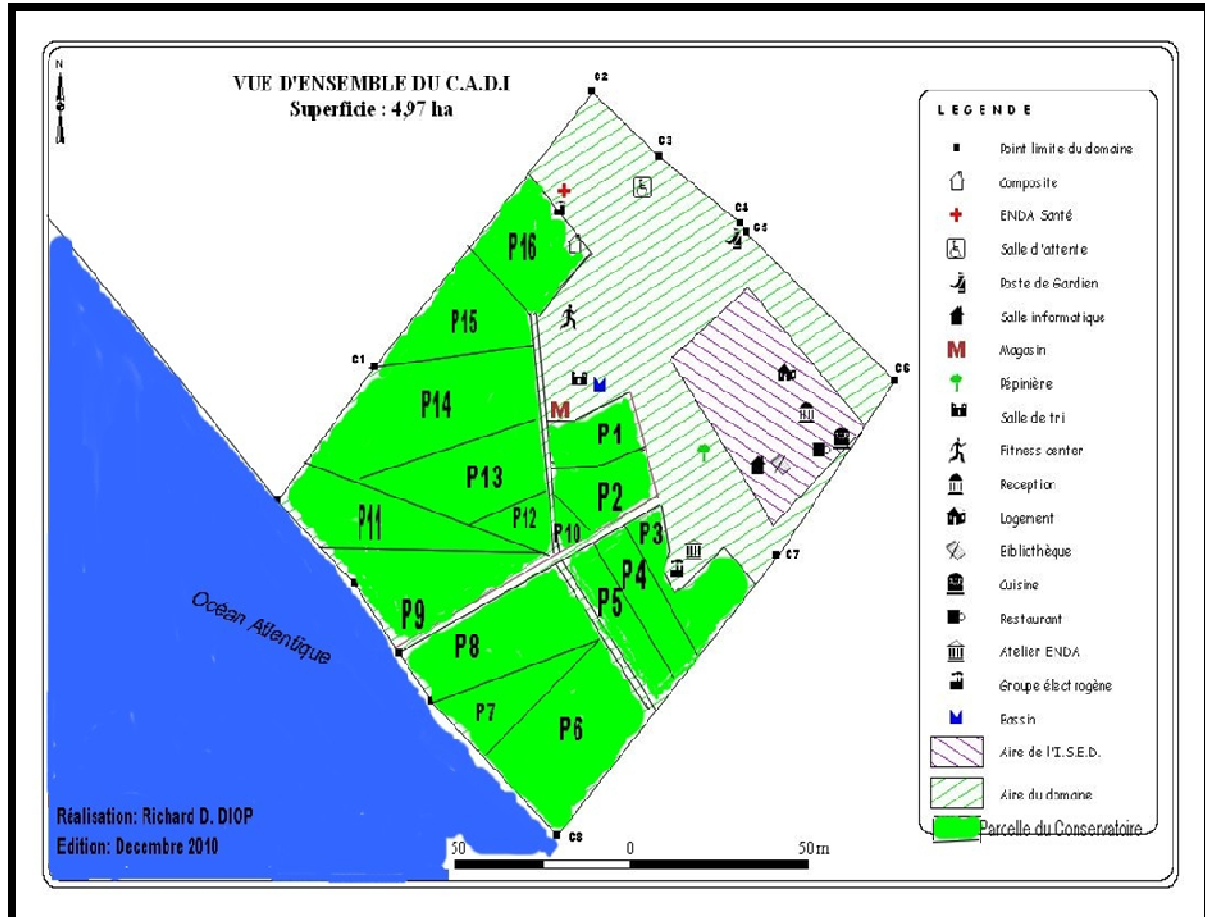 N
VUE D'ENSEMBLE DU C.A.D.I
Superficie : 4,97 ha
C2
C3
C4
C5
P16
P15
C1
C6
P14
M
P1
P13
P2
P11
P12
P10
P3
C7
P4
P5
P9
P8
P7
P6
Océan Atlantique
C8
Réalisation: Richard D. DIOP
Edition: Decembre 2010
50 0 50 m
LEGENDE
Point limite du domaine
Composite
ENDA Santé
Salle d'attente
Poste de Gardien
Salle informatique
M Magasin
Pépinière
Salle de tri
Fitness center
Reception
Logement
Bibliothèque
Cuisine
Restaurant
Atelier ENDA
Groupe électrogène
Bassin
Aire de l'I.S.E.D.
Aire du domaine
Parcelle du Conservatoire